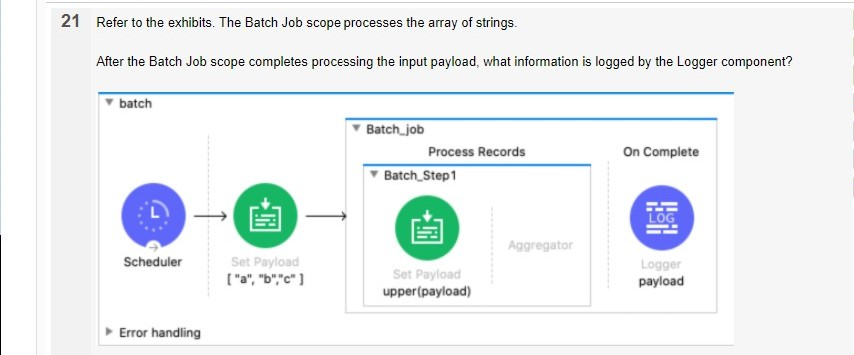 21 Refer to the exhibits. The Batch Job scope processes the array of strings.
After the Batch Job scope completes processing the input payload, what information is logged by the Logger component?
batch
Batch_job
Process Records
On Complete
Batch_Step1
LOG
Aggregator
Scheduler
Set Payload
[ "a", "b","c" ]
Set Payload
upper(payload)
Logger
payload
Error handling